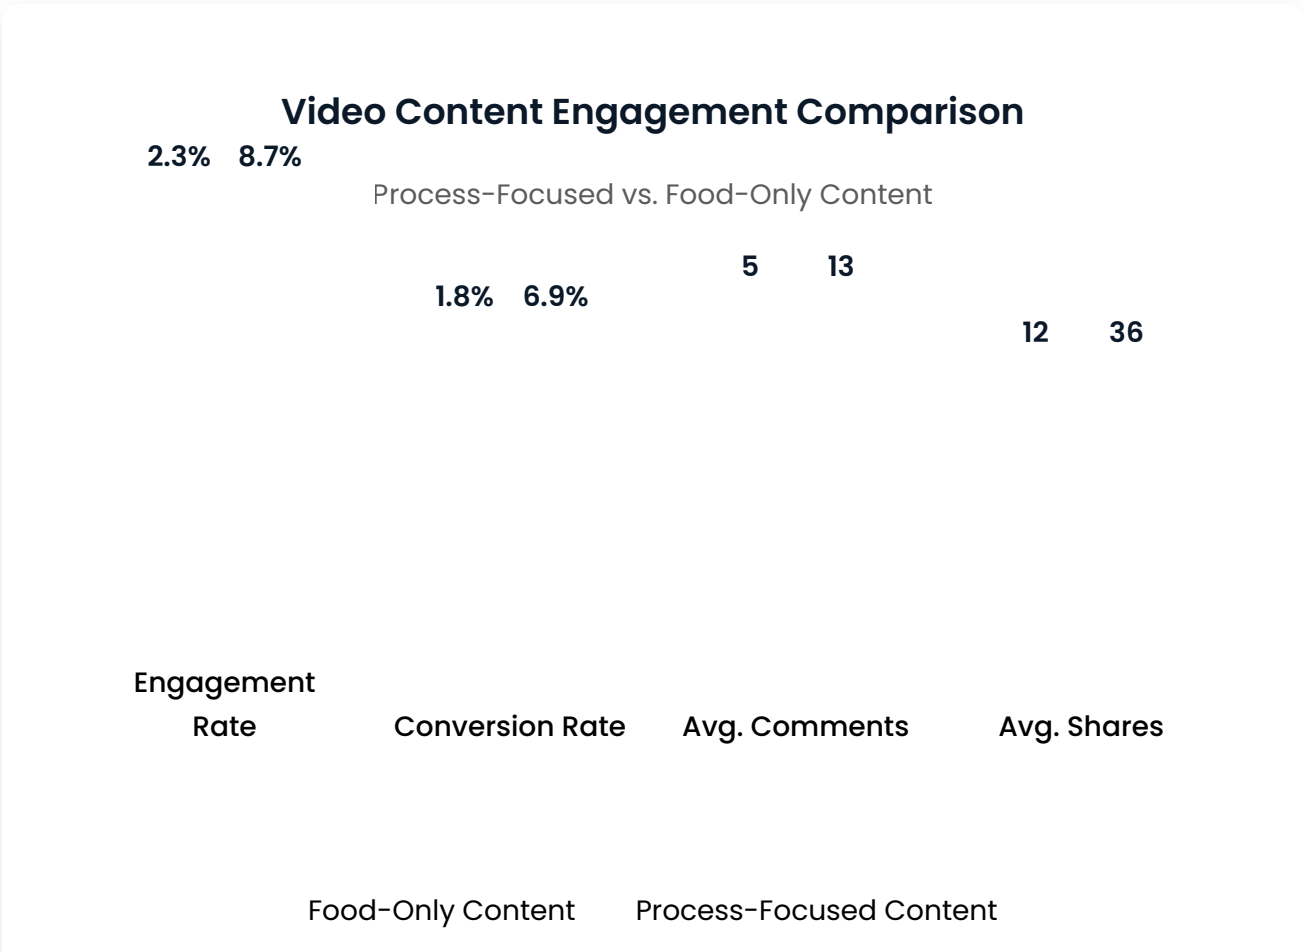 Video Content Engagement Comparison
2.3% 8.7%
Process-Focused vs. Food-Only Content
5 13
1.8% 6.9%
12 36
Engagement
Rate
Conversion Rate
Avg. Comments
Avg. Shares
Food-Only Content
Process-Focused Content